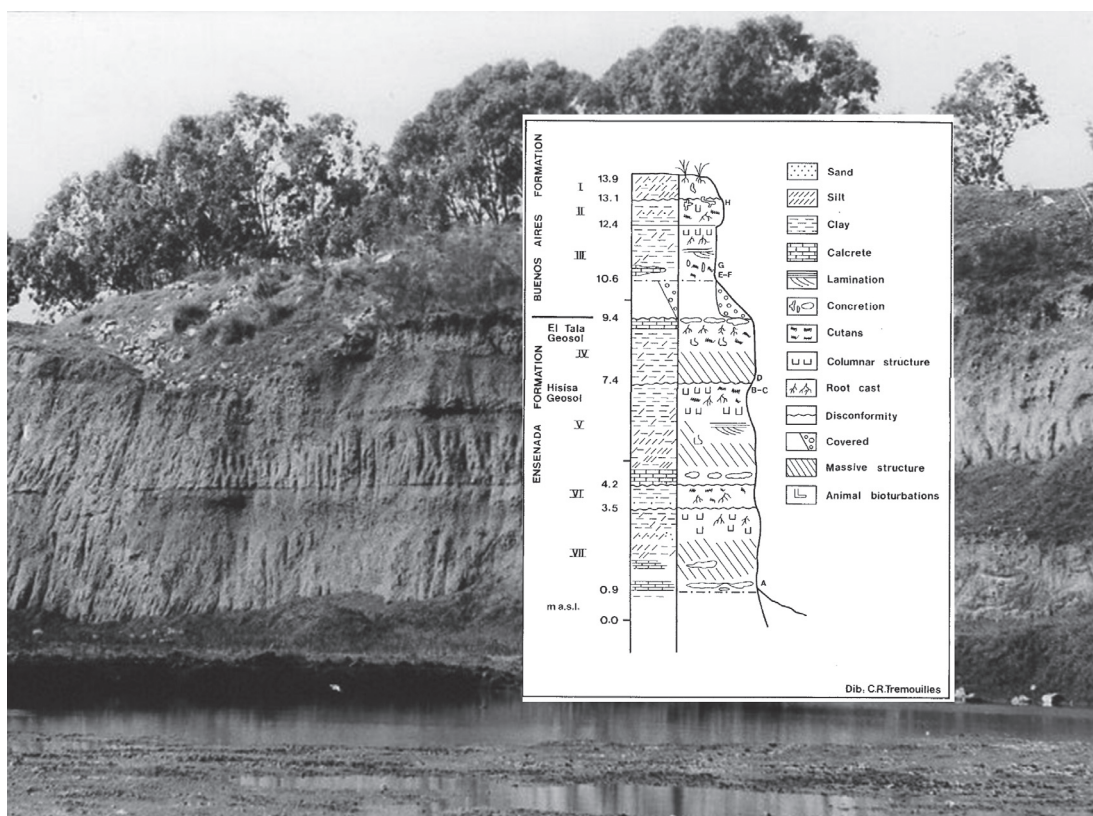 BUENOS AIRES FORMATION
ENSENADA FORMATION
I
II
III
El Tala
Geosol
IV
Hisisa
Geosol
V
VI
VII
13.9
13.1
12.4
10.6
9.4
7.4
4.2
3.5
0.9
m a.s.l.
0.0
H
G
E-F
D
B-C
A
Sand
Silt
Clay
Calcrete
Lamination
Concretion
Cutans
Columnar structure
Root cast
Disconformity
Covered
Massive structure
Animal bioturbations
Dib: C.R.Tremouilles